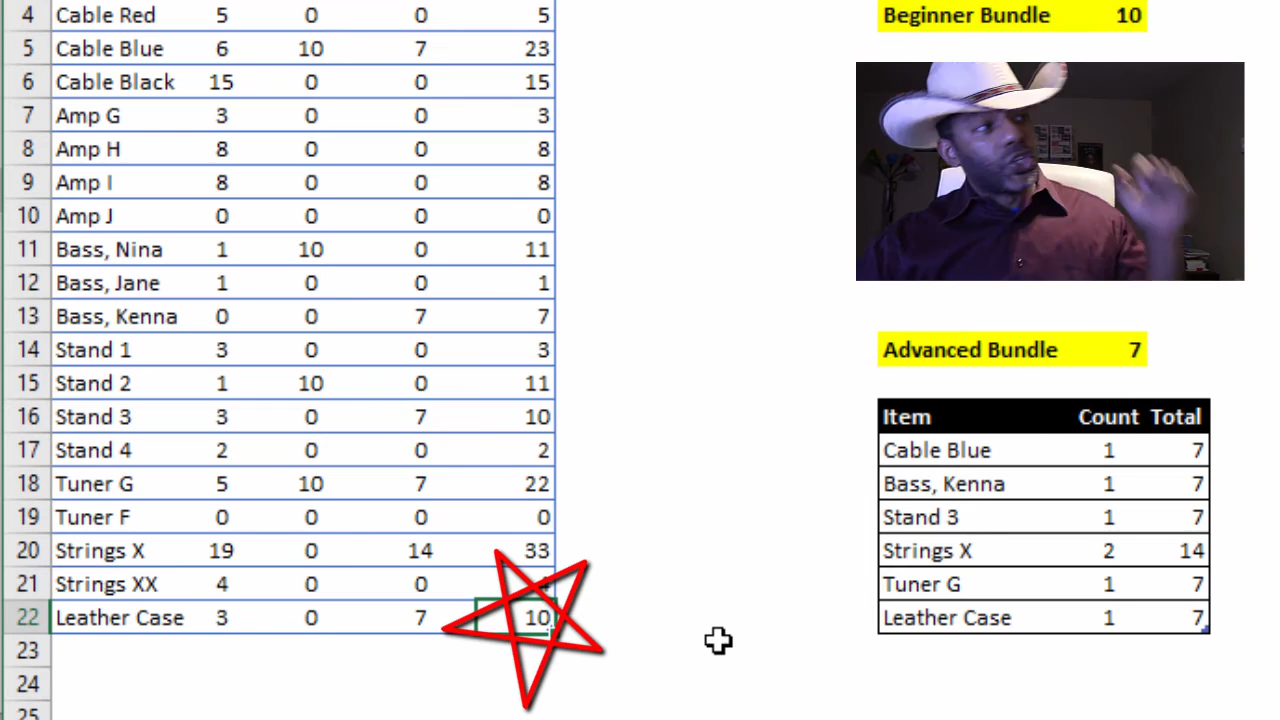 4 Cable Red 5 0 0 5
5 Cable Blue 6 10 7 23
6 Cable Black 15 0 0 15
7 Amp G 3 0 0 3
8 Amp H 8 0 0 8
9 Amp I 8 0 0 8
10 Amp J 0 0 0 0
11 Bass, Nina 1 10 0 11
12 Bass, Jane 1 0 0 1
13 Bass, Kenna 0 0 7 7
14 Stand 1 3 0 0 3
15 Stand 2 1 10 0 11
16 Stand 3 3 0 7 10
17 Stand 4 2 0 0 2
18 Tuner G 5 10 7 22
19 Tuner F 0 0 0 0
20 Strings X 19 0 14 33
21 Strings XX 4 0 0
22 Leather Case 3 0 7 10
23
24
25
Beginner Bundle 10
Advanced Bundle 7
Item Count Total
Cable Blue 1 7
Bass, Kenna 1 7
Stand 3 1 7
Strings X 2 14
Tuner G 1 7
Leather Case 1 7